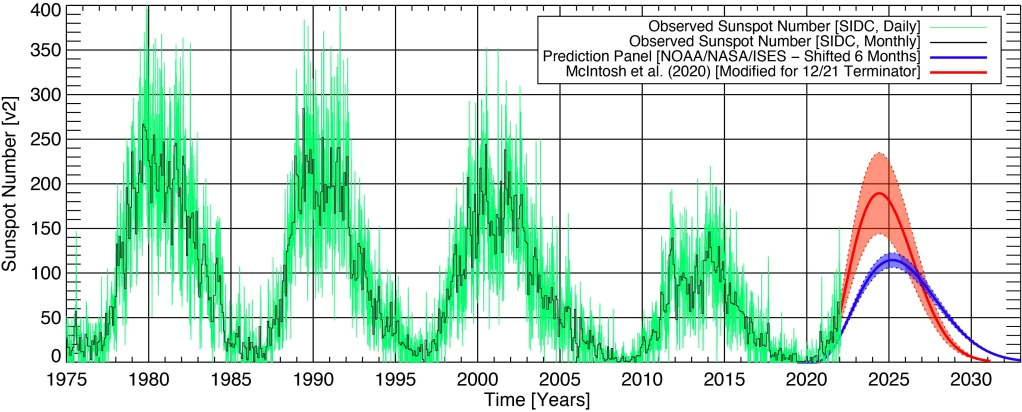 Observed Sunspot Number [SIDC, Daily]
Observed Sunspot Number [SIDC, Monthly]
Prediction Panel [NOAA/NASA/ISES − Shifted 6 Months]
McIntosh et al. (2020) [Modified for 12/21 Terminator]
Sunspot Number [v2]
400
350
300
250
200
150
100
50
0
1975 1980 1985 1990 1995 2000 2005 2010 2015 2020 2025 2030
Time [Years]